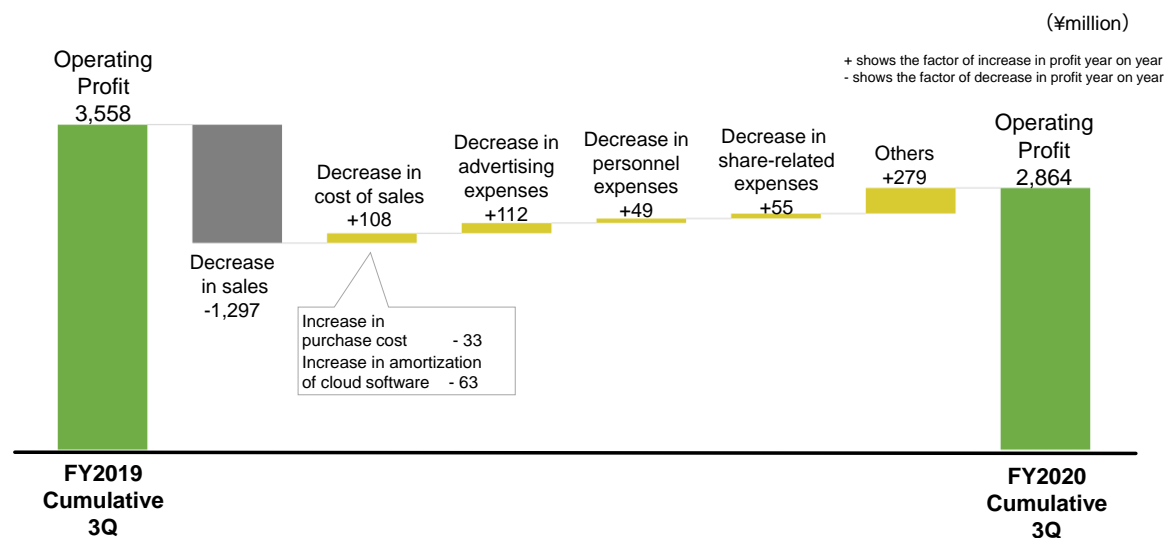 （¥million）
+ shows the factor of increase in profit year on year
- shows the factor of decrease in profit year on year
Operating
Profit
3,558
Decrease
in sales
-1,297
Decrease in
cost of sales
+108
Increase in
purchase cost - 33
Increase in amortization
of cloud software - 63
Decrease in
advertising
expenses
+112
Decrease in
personnel
expenses
+49
Decrease in
share-related
expenses
+55
Others
+279
Operating
Profit
2,864
FY2019
Cumulative
3Q
FY2020
Cumulative
3Q